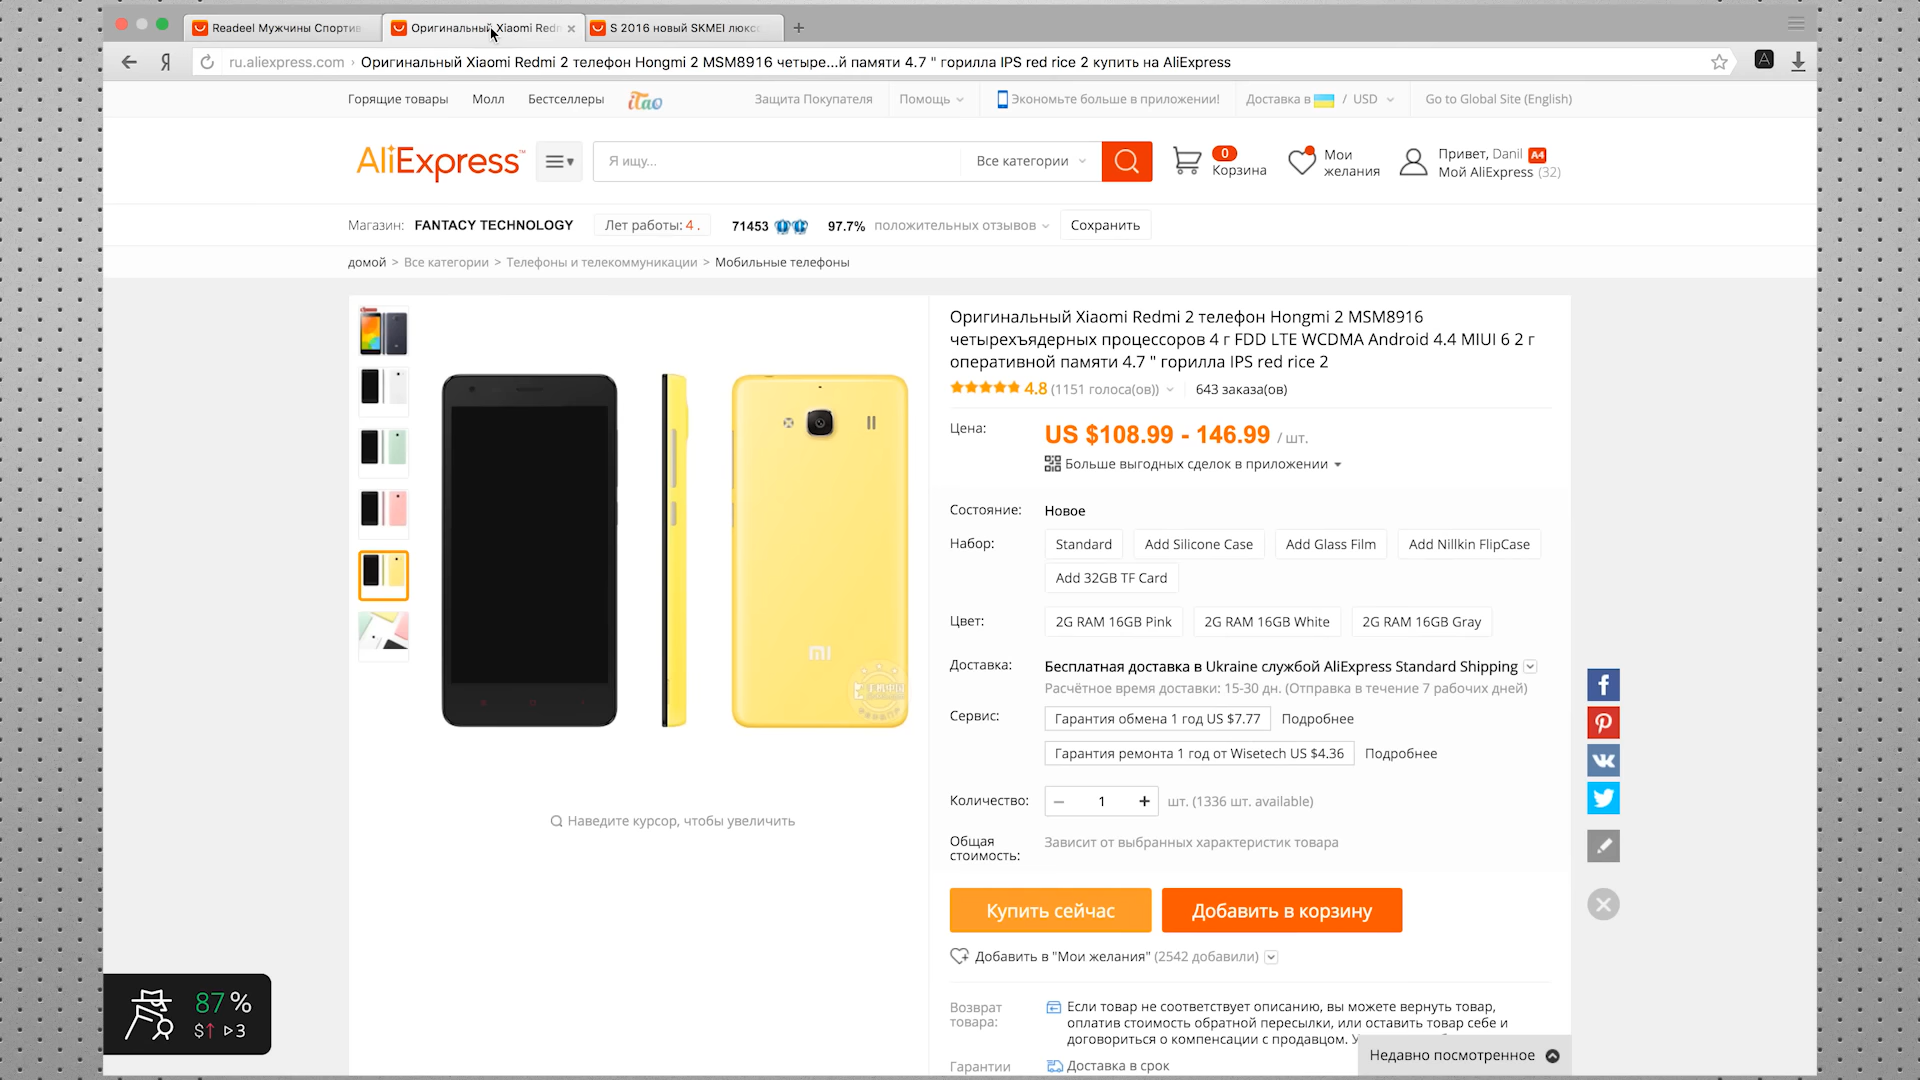 Readeel Мужчины Спортив
Оригинальный Xiaomi Redm
S 2016 новый SKMEI люкс
Я
ru.aliexpress.com › Оригинальный Xiaomi Redmi 2 телефон Hongmi 2 MSM8916 четыре...й памяти 4.7 " горилла IPS red rice 2 купить на AliExpress
Горящие товары Молл Бестселлеры iTao Защита Покупателя Помощь Экономьте больше в приложении! Доставка в / USD Go to Global Site (English)
AliExpress™ Я ищу... Все категории 0 Корзина Мои желания Привет, Danil A4
Мой AliExpress (32)
Магазин: FANTACY TECHNOLOGY Лет работы: 4 . 71453 97.7% положительных отзывов Сохранить
домой > Все категории > Телефоны и телекоммуникации > Мобильные телефоны
Оригинальный Xiaomi Redmi 2 телефон Hongmi 2 MSM8916
четырехъядерных процессоров 4 г FDD LTE WCDMA Android 4.4 MIUI 6 2 г
оперативной памяти 4.7 " горилла IPS red rice 2
4.8 (1151 голоса(ов)) 643 заказа(ов)
Цена: US $108.99 - 146.99 / шт.
Больше выгодных сделок в приложении
Состояние: Новое
Набор: Standard Add Silicone Case Add Glass Film Add Nillkin FlipCase
Add 32GB TF Card
Цвет: 2G RAM 16GB Pink 2G RAM 16GB White 2G RAM 16GB Gray
Доставка: Бесплатная доставка в Ukraine службой AliExpress Standard Shipping
Расчётное время доставки: 15-30 дн. (Отправка в течение 7 рабочих дней)
Сервис: Гарантия обмена 1 год US $7.77 Подробнее
Гарантия ремонта 1 год от Wisetech US $4.36 Подробнее
Количество: − 1 + шт. (1336 шт. available)
Общая
стоимость: Зависит от выбранных характеристик товара
Наведите курсор, чтобы увеличить
Купить сейчас Добавить в корзину
Добавить в "Мои желания" (2542 добавили)
Возврат
товара:
Если товар не соответствует описанию, вы можете вернуть товар,
оплатив стоимость обратной пересылки, или оставить товар себе и
договориться о компенсации с продавцом.
Гарантии Доставка в срок
Недавно посмотренное
87 %
$↑ ▷3
mi